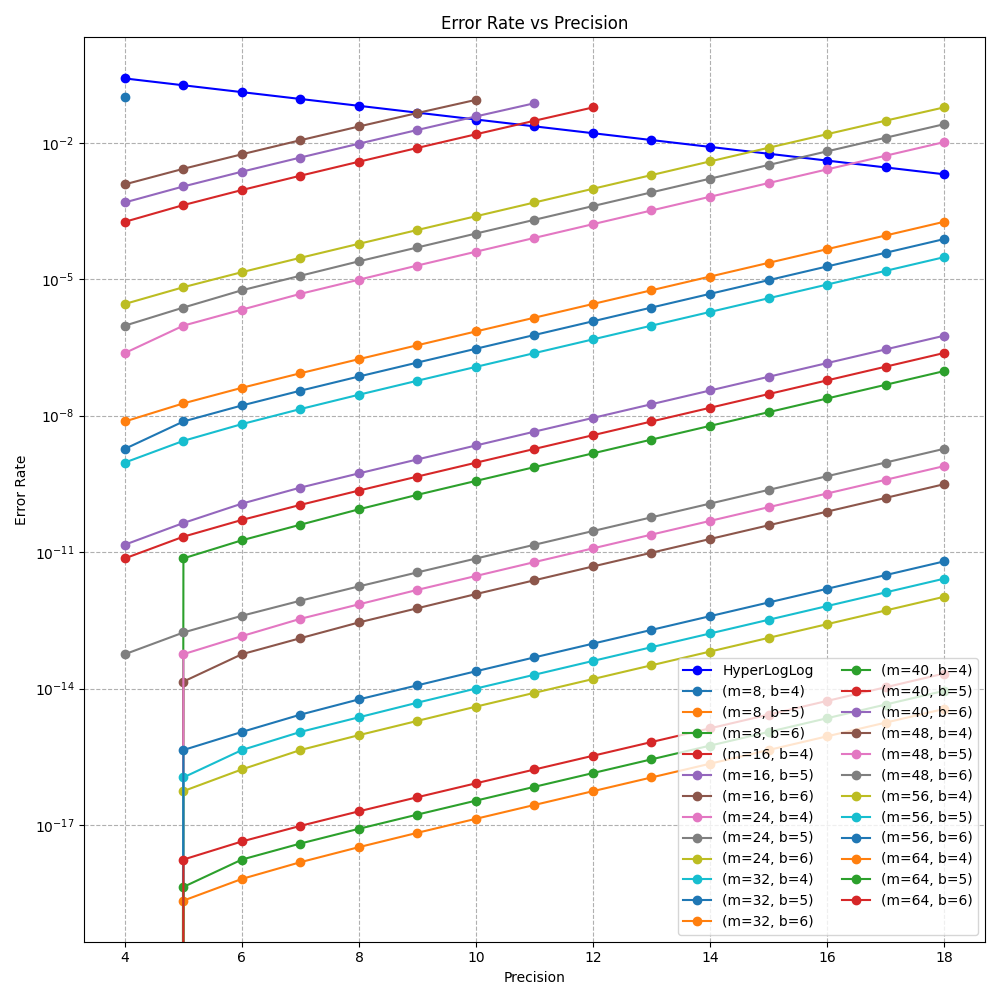 Error Rate vs Precision
Error Rate
10⁻²
10⁻⁵
10⁻⁸
10⁻¹¹
10⁻¹⁴
10⁻¹⁷
HyperLogLog
(m=8, b=4)
(m=8, b=5)
(m=8, b=6)
(m=16, b=4)
(m=16, b=5)
(m=16, b=6)
(m=24, b=4)
(m=24, b=5)
(m=24, b=6)
(m=32, b=4)
(m=32, b=5)
(m=32, b=6)
(m=40, b=4)
(m=40, b=5)
(m=40, b=6)
(m=48, b=4)
(m=48, b=5)
(m=48, b=6)
(m=56, b=4)
(m=56, b=5)
(m=56, b=6)
(m=64, b=4)
(m=64, b=5)
(m=64, b=6)
4 6 8 10 12 14 16 18
Precision